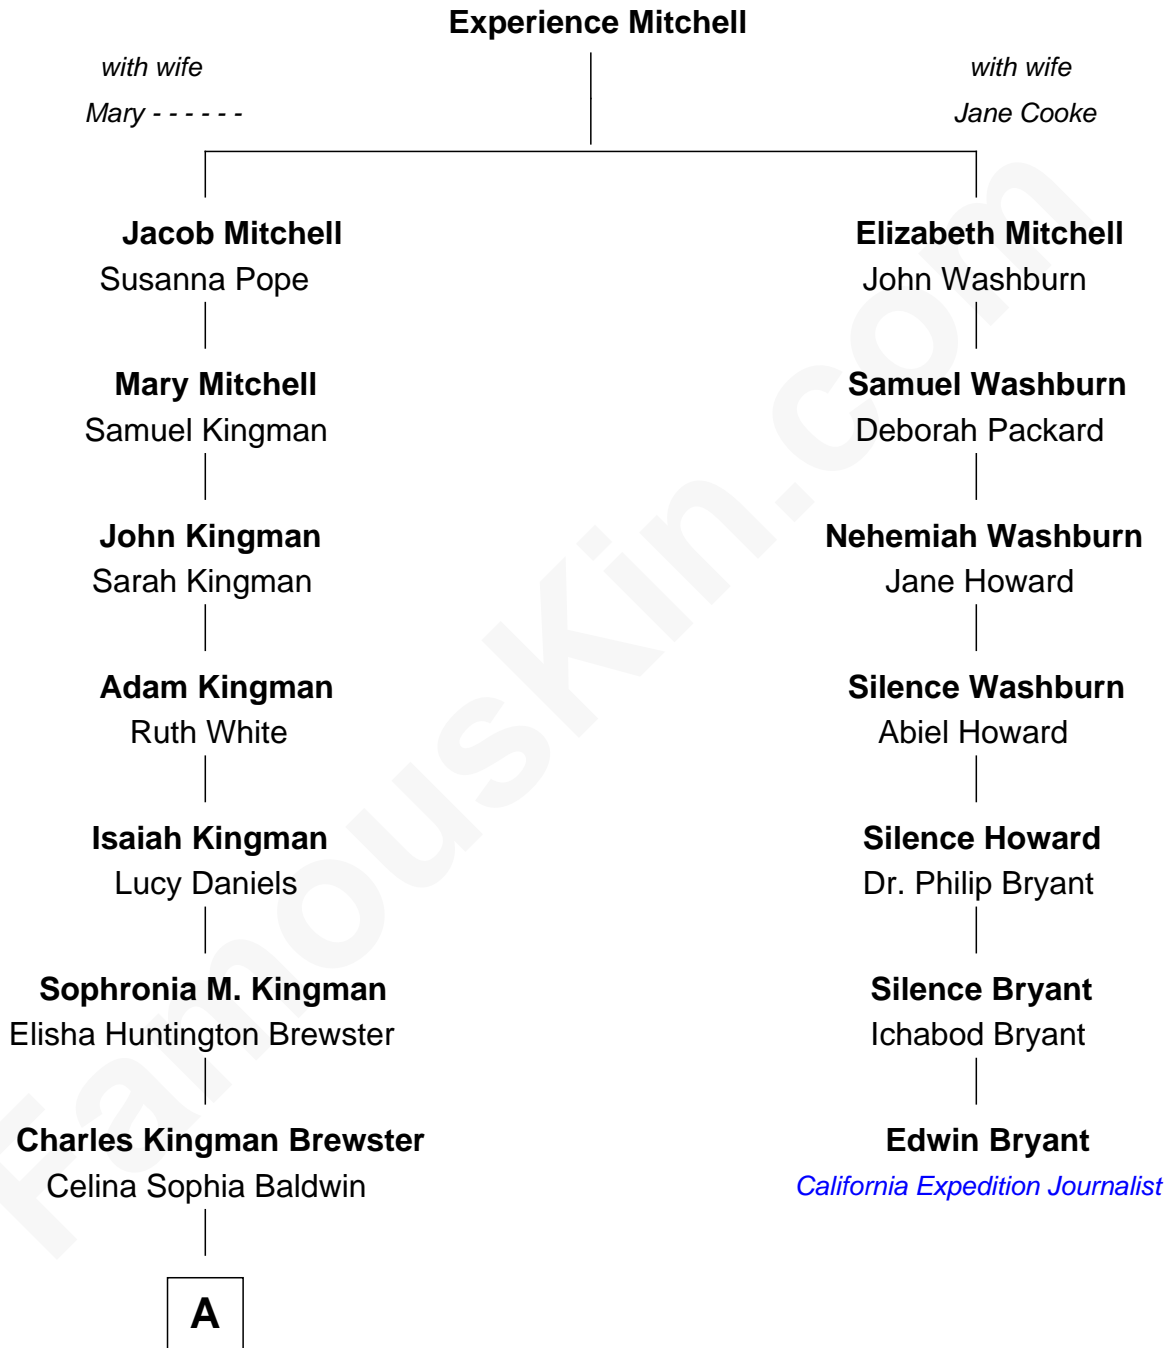 Experience Mitchell
with wife
Mary - - - - - -
with wife
Jane Cooke
Jacob Mitchell
Susanna Pope
Elizabeth Mitchell
John Washburn
Mary Mitchell
Samuel Kingman
Samuel Washburn
Deborah Packard
John Kingman
Sarah Kingman
Nehemiah Washburn
Jane Howard
Adam Kingman
Ruth White
Silence Washburn
Abiel Howard
Isaiah Kingman
Lucy Daniels
Silence Howard
Dr. Philip Bryant
Sophronia M. Kingman
Elisha Huntington Brewster
Silence Bryant
Ichabod Bryant
Charles Kingman Brewster
Celina Sophia Baldwin
Edwin Bryant
California Expedition Journalist
A
FamousKin.com